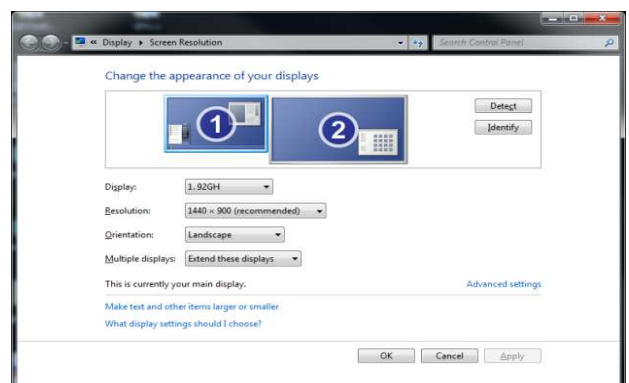 « Display ▸ Screen Resolution Search Control Panel
Change the appearance of your displays
1 2
Detect
Identify
Display: 1. 92GH
Resolution: 1440 × 900 (recommended)
Orientation: Landscape
Multiple displays: Extend these displays
This is currently your main display. Advanced settings
Make text and other items larger or smaller
What display settings should I choose?
OK Cancel Apply